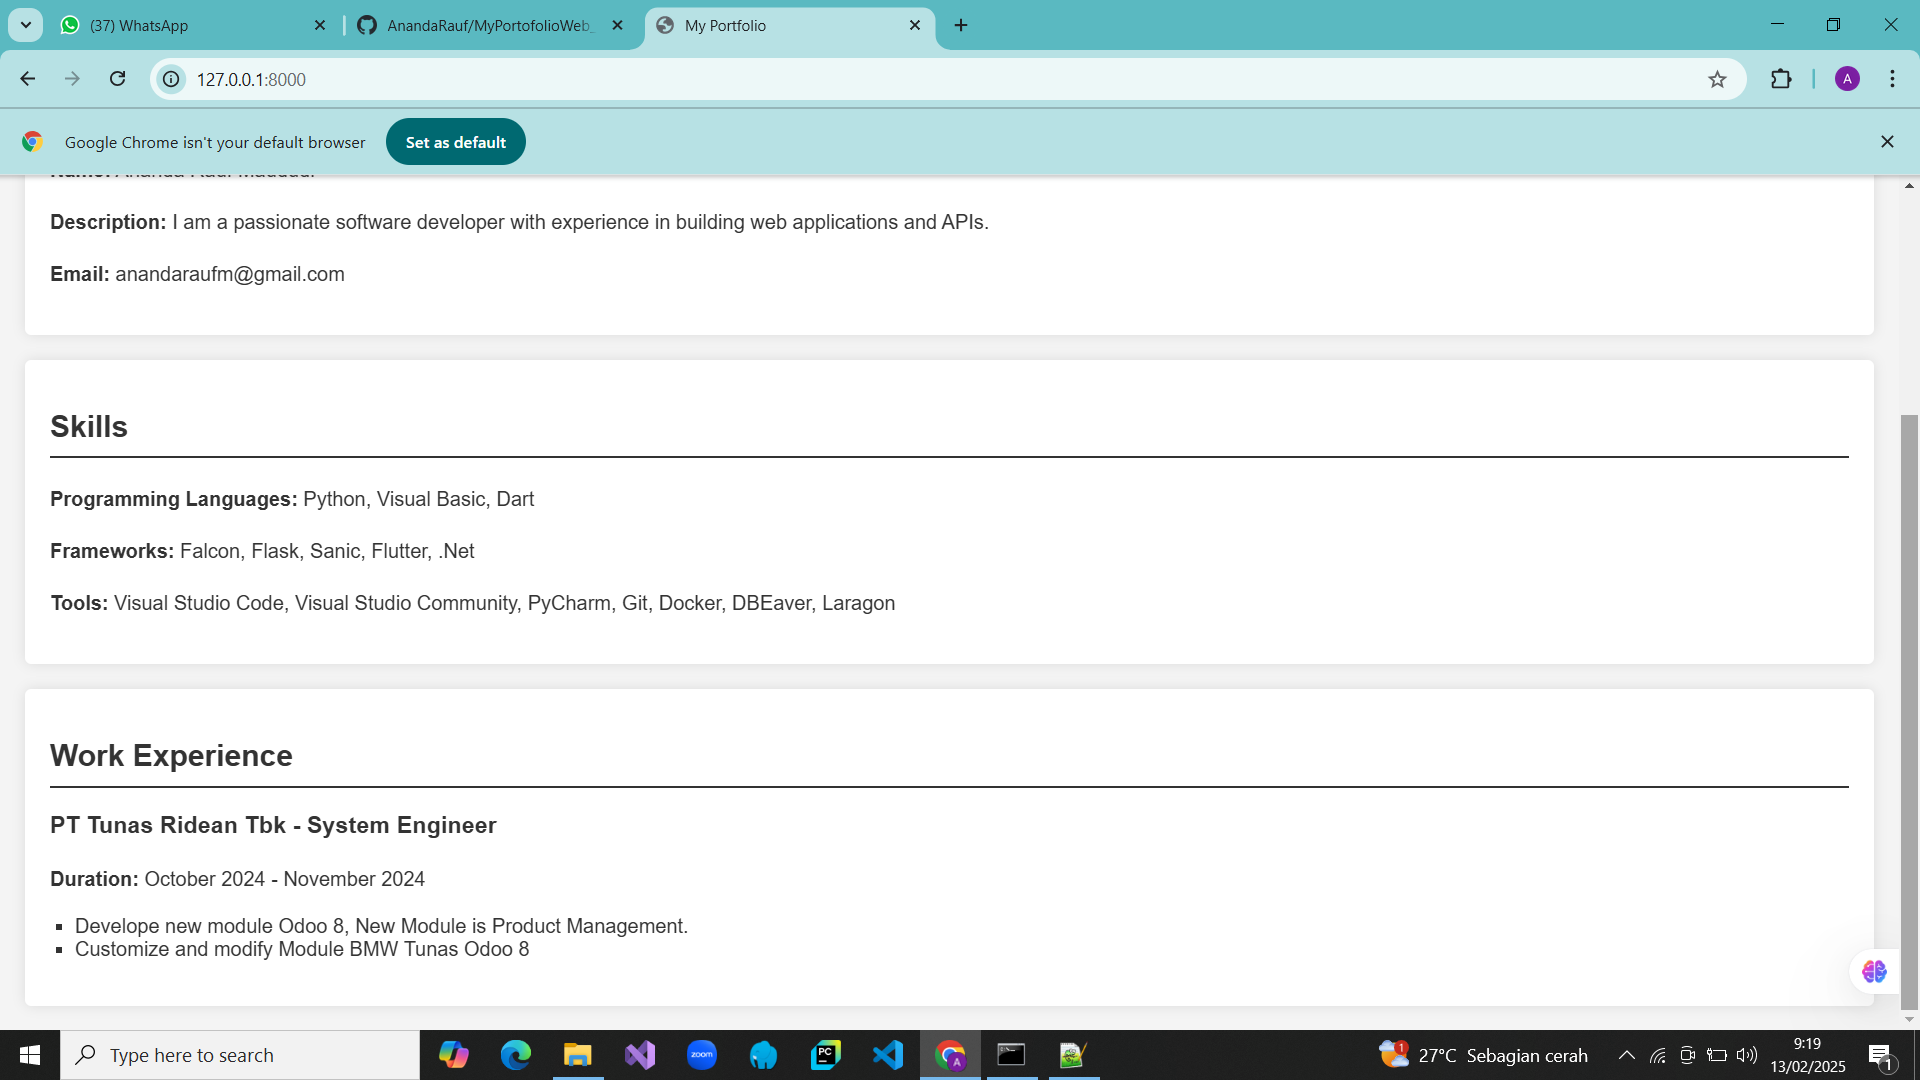 (37) WhatsApp
AnandaRauf/MyPortofolioWeb_
My Portfolio
127.0.0.1:8000
A
Google Chrome isn't your default browser
Set as default
Description: I am a passionate software developer with experience in building web applications and APIs.
Email: anandaraufm@gmail.com
Skills
Programming Languages: Python, Visual Basic, Dart
Frameworks: Falcon, Flask, Sanic, Flutter, .Net
Tools: Visual Studio Code, Visual Studio Community, PyCharm, Git, Docker, DBEaver, Laragon
Work Experience
PT Tunas Ridean Tbk - System Engineer
Duration: October 2024 - November 2024
Develope new module Odoo 8, New Module is Product Management.
Customize and modify Module BMW Tunas Odoo 8
Type here to search
zoom
PC
A
1
27°C Sebagian cerah
9:19
13/02/2025
1